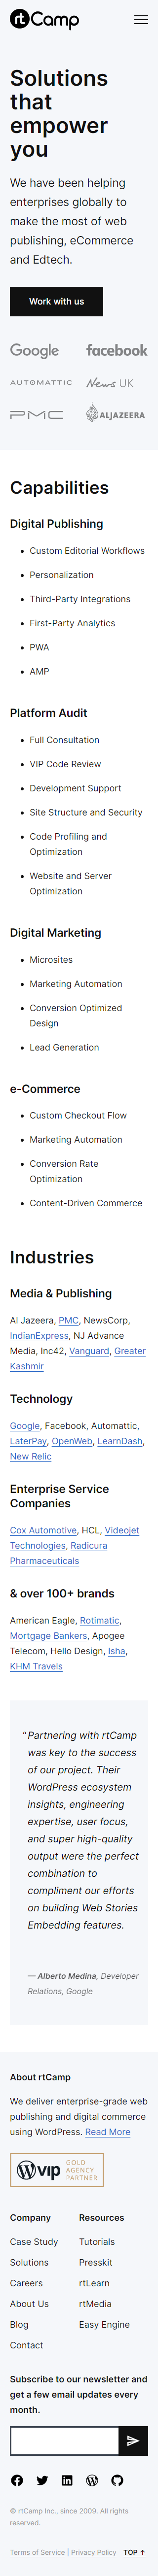 rtCamp
Solutions
that
empower
you
We have been helping
enterprises globally to
make the most of web
publishing, eCommerce
and Edtech.
Work with us
Google facebook
AUTOMATTIC News UK
PMC ALJAZEERA
Capabilities
Digital Publishing
• Custom Editorial Workflows
• Personalization
• Third-Party Integrations
• First-Party Analytics
• PWA
• AMP
Platform Audit
• Full Consultation
• VIP Code Review
• Development Support
• Site Structure and Security
• Code Profiling and
Optimization
• Website and Server
Optimization
Digital Marketing
• Microsites
• Marketing Automation
• Conversion Optimized
Design
• Lead Generation
e-Commerce
• Custom Checkout Flow
• Marketing Automation
• Conversion Rate
Optimization
• Content-Driven Commerce
Industries
Media & Publishing
Al Jazeera, PMC, NewsCorp,
IndianExpress, NJ Advance
Media, Inc42, Vanguard, Greater
Kashmir
Technology
Google, Facebook, Automattic,
LaterPay, OpenWeb, LearnDash,
New Relic
Enterprise Service
Companies
Cox Automotive, HCL, Videojet
Technologies, Radicura
Pharmaceuticals
& over 100+ brands
American Eagle, Rotimatic,
Mortgage Bankers, Apogee
Telecom, Hello Design, Isha,
KHM Travels
"Partnering with rtCamp
was key to the success
of our project. Their
WordPress ecosystem
insights, engineering
expertise, user focus,
and super high-quality
output were the perfect
combination to
compliment our efforts
on building Web Stories
Embedding features.
— Alberto Medina, Developer
Relations, Google
About rtCamp
We deliver enterprise-grade web
publishing and digital commerce
using WordPress. Read More
vip GOLD
AGENCY
PARTNER
Company Resources
Case Study Tutorials
Solutions Presskit
Careers rtLearn
About Us rtMedia
Blog Easy Engine
Contact
Subscribe to our newsletter and
get a few email updates every
month.
© rtCamp Inc., since 2009. All rights
reserved.
Terms of Service | Privacy Policy TOP ↑